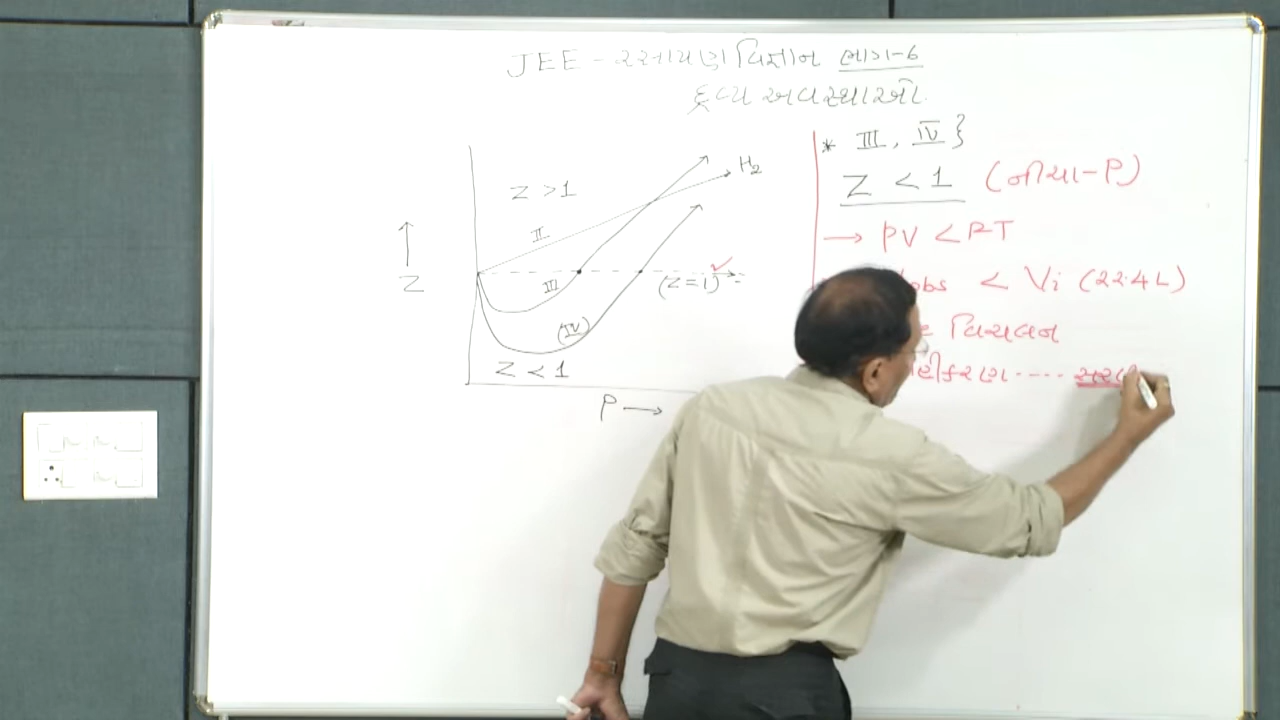 JEE - રસાયણ વિજ્ઞાન ભાગ-6
દ્રવ્ય અવસ્થાઓ.
Z > 1
II
H₂
III
(Z=1)
(IV)
Z < 1
Z
P
* III, IV }
Z < 1 (નીચા-P)
→ PV < RT
obs < Vi (22.4 L)
વિચલન